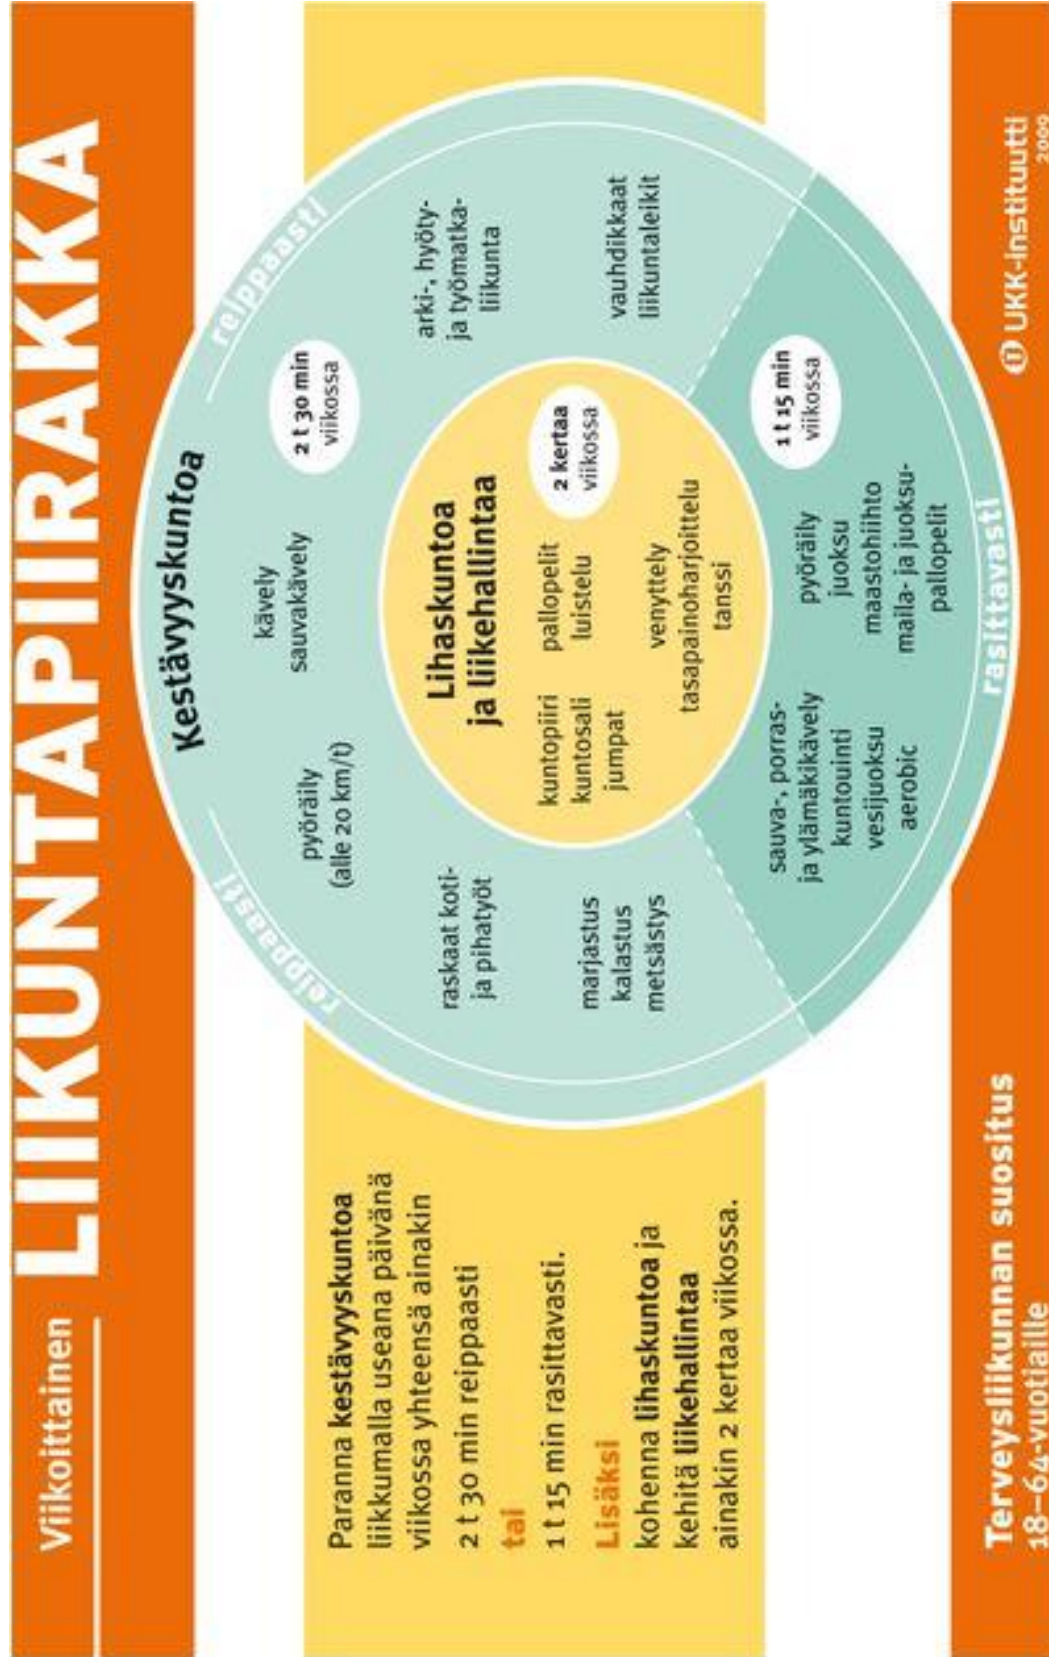 Viikoittainen
LIIKUNTAPIIRAKKA
Paranna kestävyyskuntoa
liikkumalla useana päivänä
viikossa yhteensä ainakin
2 t 30 min reippaasti
tai
1 t 15 min rasittavasti.
Lisäksi
kohenna lihaskuntoa ja
kehitä liikehallintaa
ainakin 2 kertaa viikossa.
Kestävyyskuntoa
reippaasti
reippaasti
pyöräily
(alle 20 km/t)
kävely
sauvakävely
2 t 30 min
viikossa
raskaat koti-
ja pihatyöt
arki-, hyöty-
ja työmatka-
liikunta
marjastus
kalastus
metsästys
vauhdikkaat
liikuntaleikit
Lihaskuntoa
ja liikehallintaa
kuntopiiri
kuntosali
jumpat
pallopelit
luistelu
2 kertaa
viikossa
venyttely
tasapainoharjoittelu
tanssi
sauva-, porras-
ja ylämäkikävely
kuntouinti
vesijuoksu
aerobic
pyöräily
juoksu
maastohiihto
maila- ja juoksu-
pallopelit
1 t 15 min
viikossa
rasittavasti
Terveysliikunnan suositus
18–64-vuotiaille
UKK-instituutti
2009